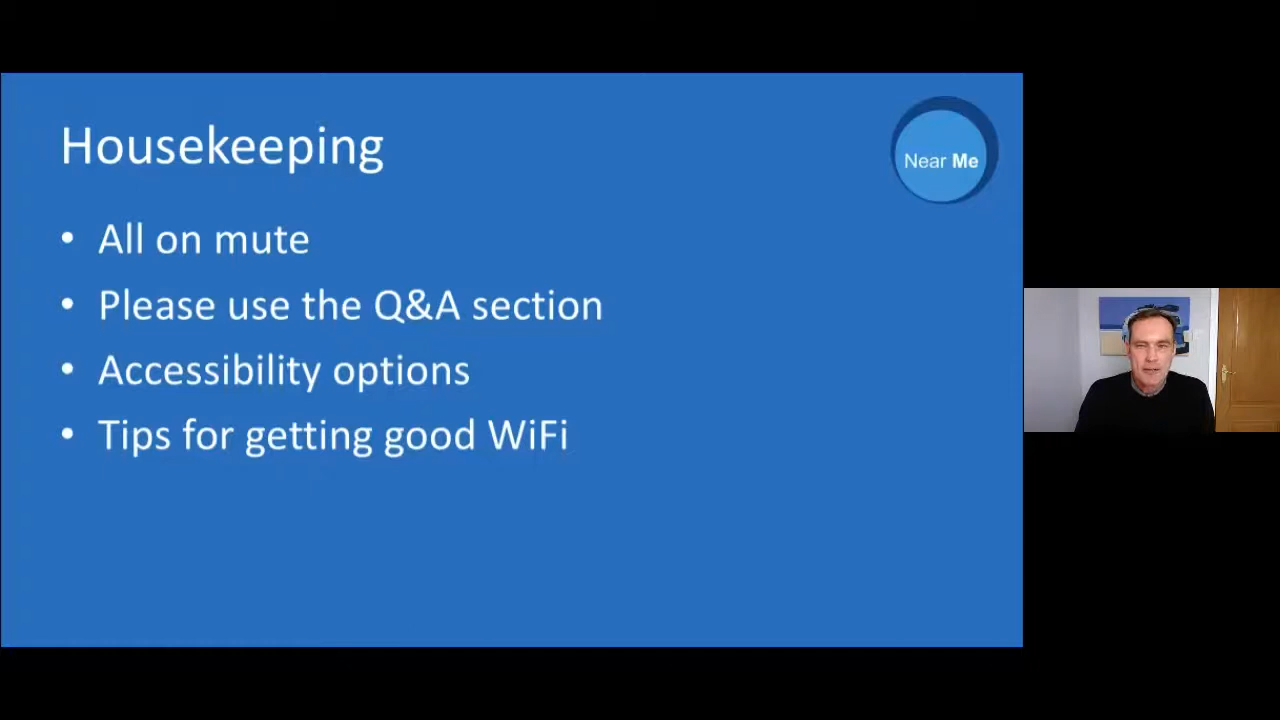 Housekeeping
Near Me
• All on mute
• Please use the Q&A section
• Accessibility options
• Tips for getting good WiFi